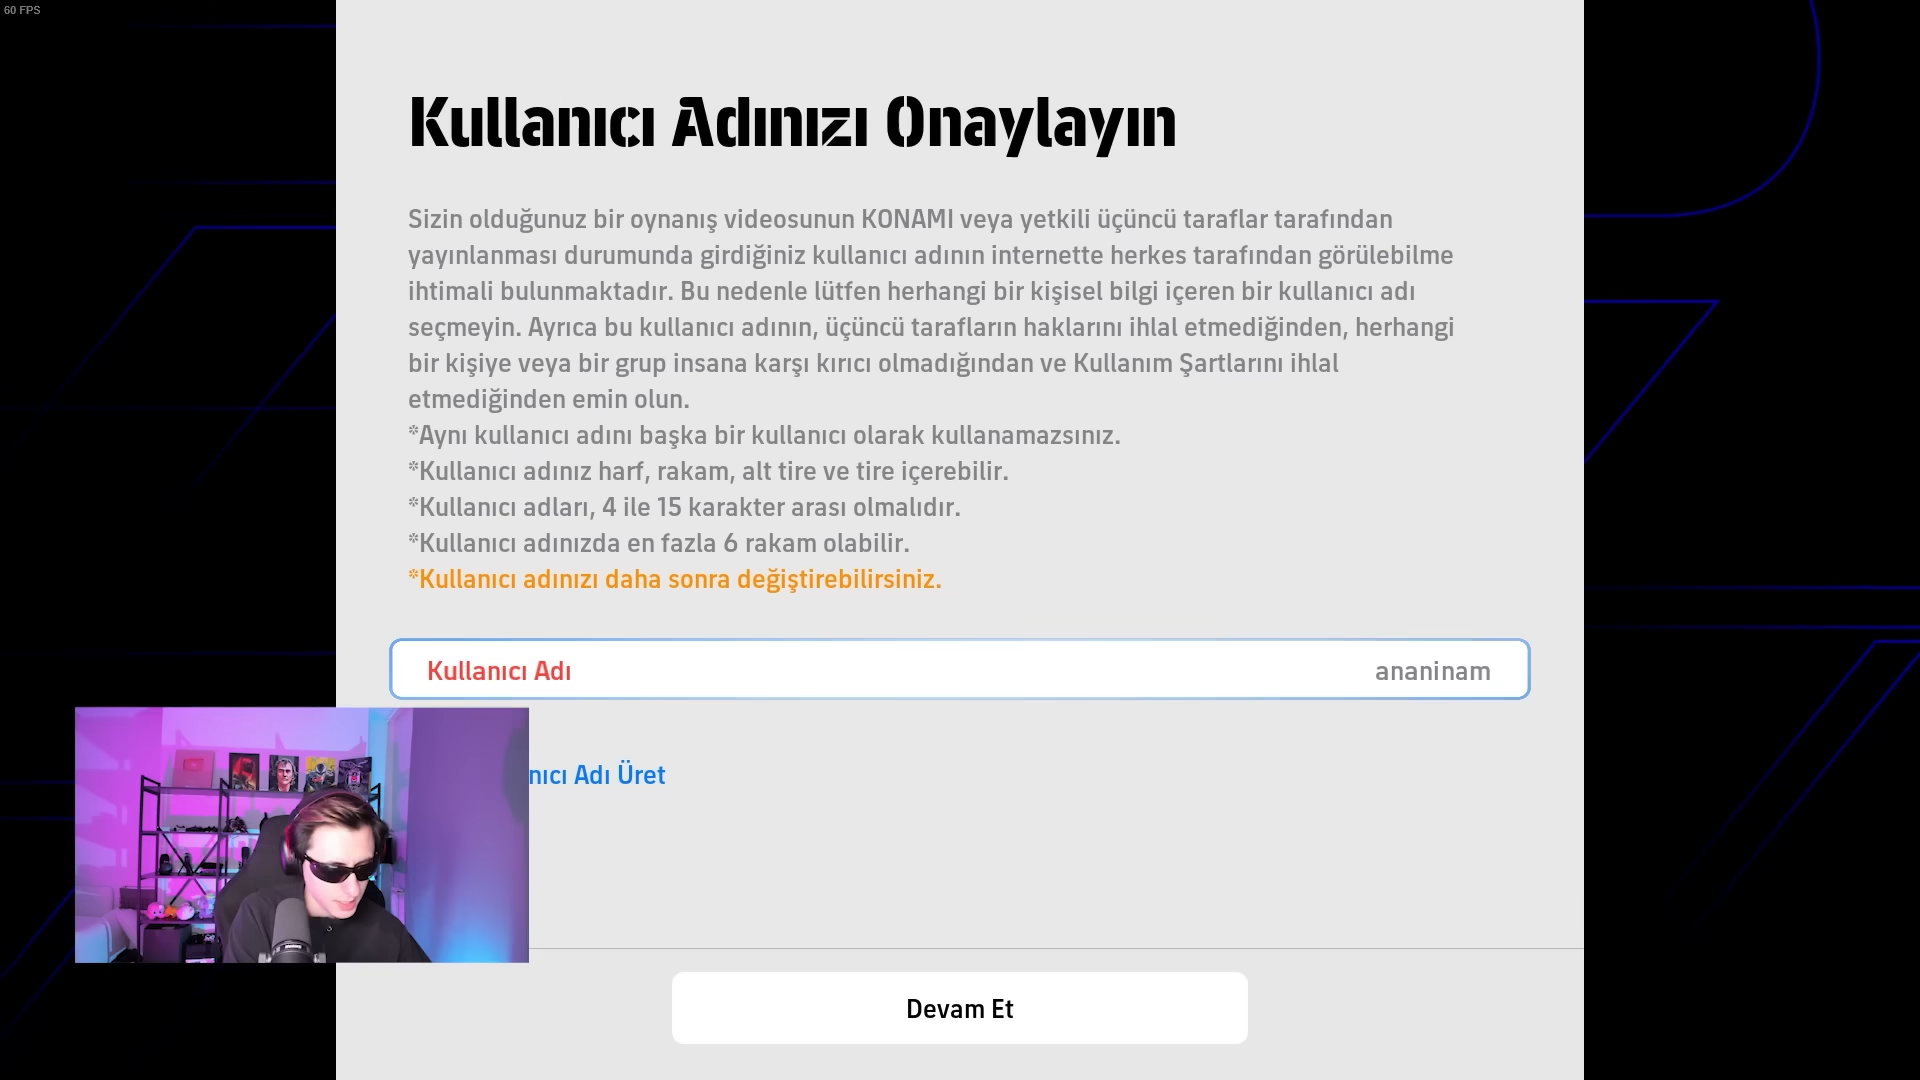 60 FPS
Kullanıcı Adınızı Onaylayın
Sizin olduğunuz bir oynanış videosunun KONAMI veya yetkili üçüncü taraflar tarafından
yayınlanması durumunda girdiğiniz kullanıcı adının internette herkes tarafından görülebilme
ihtimali bulunmaktadır. Bu nedenle lütfen herhangi bir kişisel bilgi içeren bir kullanıcı adı
seçmeyin. Ayrıca bu kullanıcı adının, üçüncü tarafların haklarını ihlal etmediğinden, herhangi
bir kişiye veya bir grup insana karşı kırıcı olmadığından ve Kullanım Şartlarını ihlal
etmediğinden emin olun.
*Aynı kullanıcı adını başka bir kullanıcı olarak kullanamazsınız.
*Kullanıcı adınız harf, rakam, alt tire ve tire içerebilir.
*Kullanıcı adları, 4 ile 15 karakter arası olmalıdır.
*Kullanıcı adınızda en fazla 6 rakam olabilir.
*Kullanıcı adınızı daha sonra değiştirebilirsiniz.
Kullanıcı Adı ananinam
nıcı Adı Üret
Devam Et